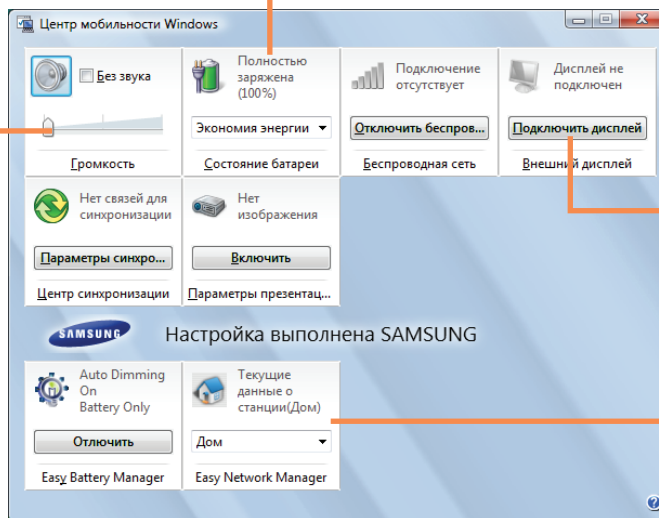 Центр мобильности Windows
Без звука
Громкость
Полностью
заряжена
(100%)
Экономия энергии
Состояние батареи
Подключение
отсутствует
Отключить беспров...
Беспроводная сеть
Дисплей не
подключен
Подключить дисплей
Внешний дисплей
Нет связей для
синхронизации
Параметры синхро...
Центр синхронизации
Нет
изображения
Включить
Параметры презентац...
SAMSUNG
Настройка выполнена SAMSUNG
Auto Dimming
On
Battery Only
Отлючить
Easy Battery Manager
Текущие
данные о
станции(Дом)
Дом
Easy Network Manager